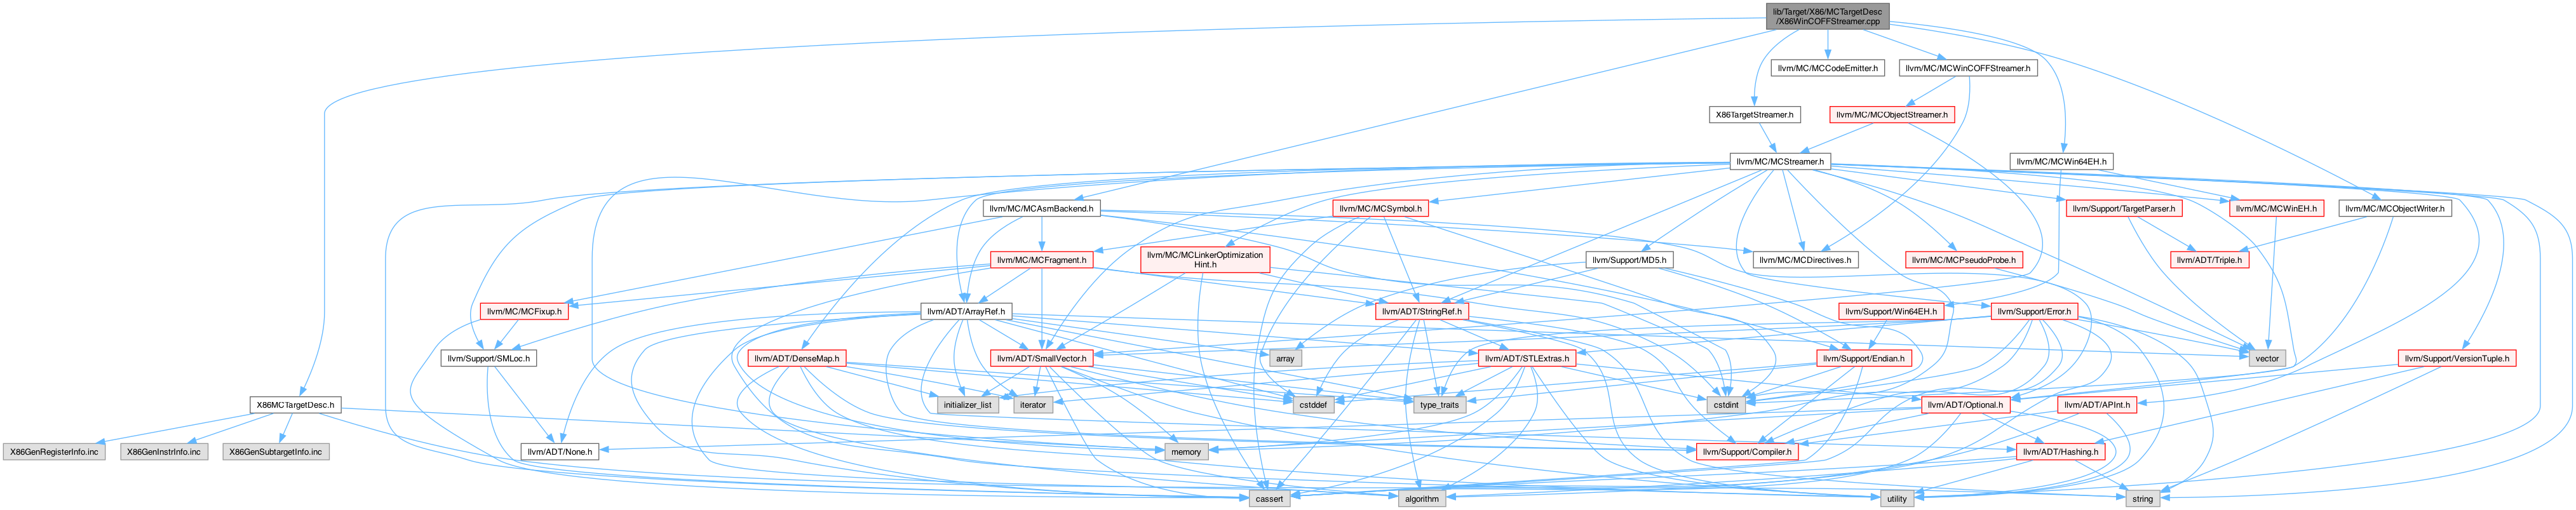 lib/Target/X86/MCTargetDesc
/X86WinCOFFStreamer.cpp
llvm/MC/MCCodeEmitter.h
llvm/MC/MCWinCOFFStreamer.h
X86TargetStreamer.h
llvm/MC/MCObjectStreamer.h
llvm/MC/MCStreamer.h
llvm/MC/MCWin64EH.h
llvm/MC/MCAsmBackend.h
llvm/MC/MCSymbol.h
llvm/Support/TargetParser.h
llvm/MC/MCWinEH.h
llvm/MC/MCObjectWriter.h
llvm/MC/MCFragment.h
llvm/MC/MCLinkerOptimization
Hint.h
llvm/Support/MD5.h
llvm/MC/MCDirectives.h
llvm/MC/MCPseudoProbe.h
llvm/ADT/Triple.h
llvm/MC/MCFixup.h
llvm/ADT/ArrayRef.h
llvm/ADT/StringRef.h
llvm/Support/Win64EH.h
llvm/Support/Error.h
llvm/Support/SMLoc.h
llvm/ADT/DenseMap.h
llvm/ADT/SmallVector.h
array
llvm/ADT/STLExtras.h
llvm/Support/Endian.h
vector
llvm/Support/VersionTuple.h
X86MCTargetDesc.h
initializer_list
iterator
cstddef
type_traits
cstdint
llvm/ADT/Optional.h
llvm/ADT/APInt.h
X86GenRegisterInfo.inc
X86GenInstrInfo.inc
X86GenSubtargetInfo.inc
llvm/ADT/None.h
memory
llvm/Support/Compiler.h
llvm/ADT/Hashing.h
cassert
algorithm
utility
string